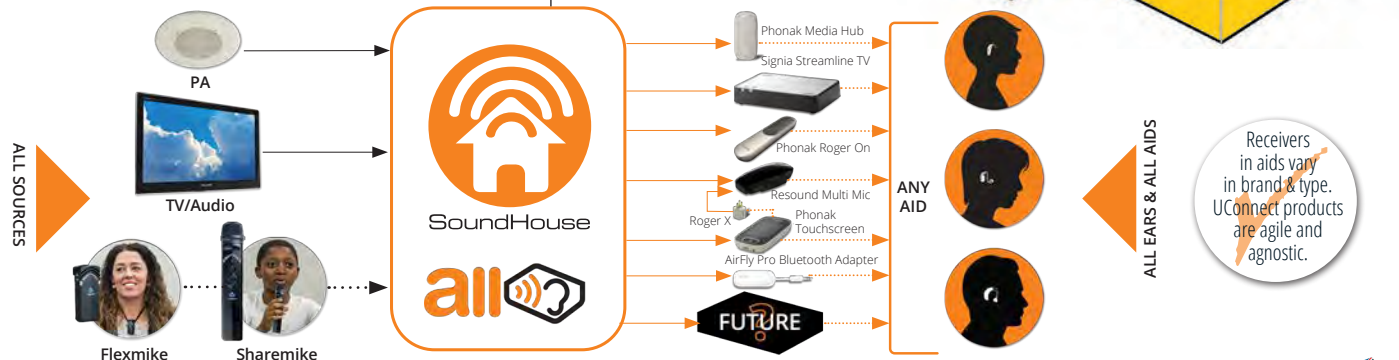 ALL SOURCES
PA
TV/Audio
Flexmike
Sharemike
SoundHouse
all
Phonak Media Hub
Signia Streamline TV
Phonak Roger On
Resound Multi Mic
Roger X
Phonak
Touchscreen
AirFly Pro Bluetooth Adapter
FUTURE
?
ANY
AID
ALL EARS & ALL AIDS
Receivers
in aids vary
in brand & type.
UConnect products
are agile and
agnostic.